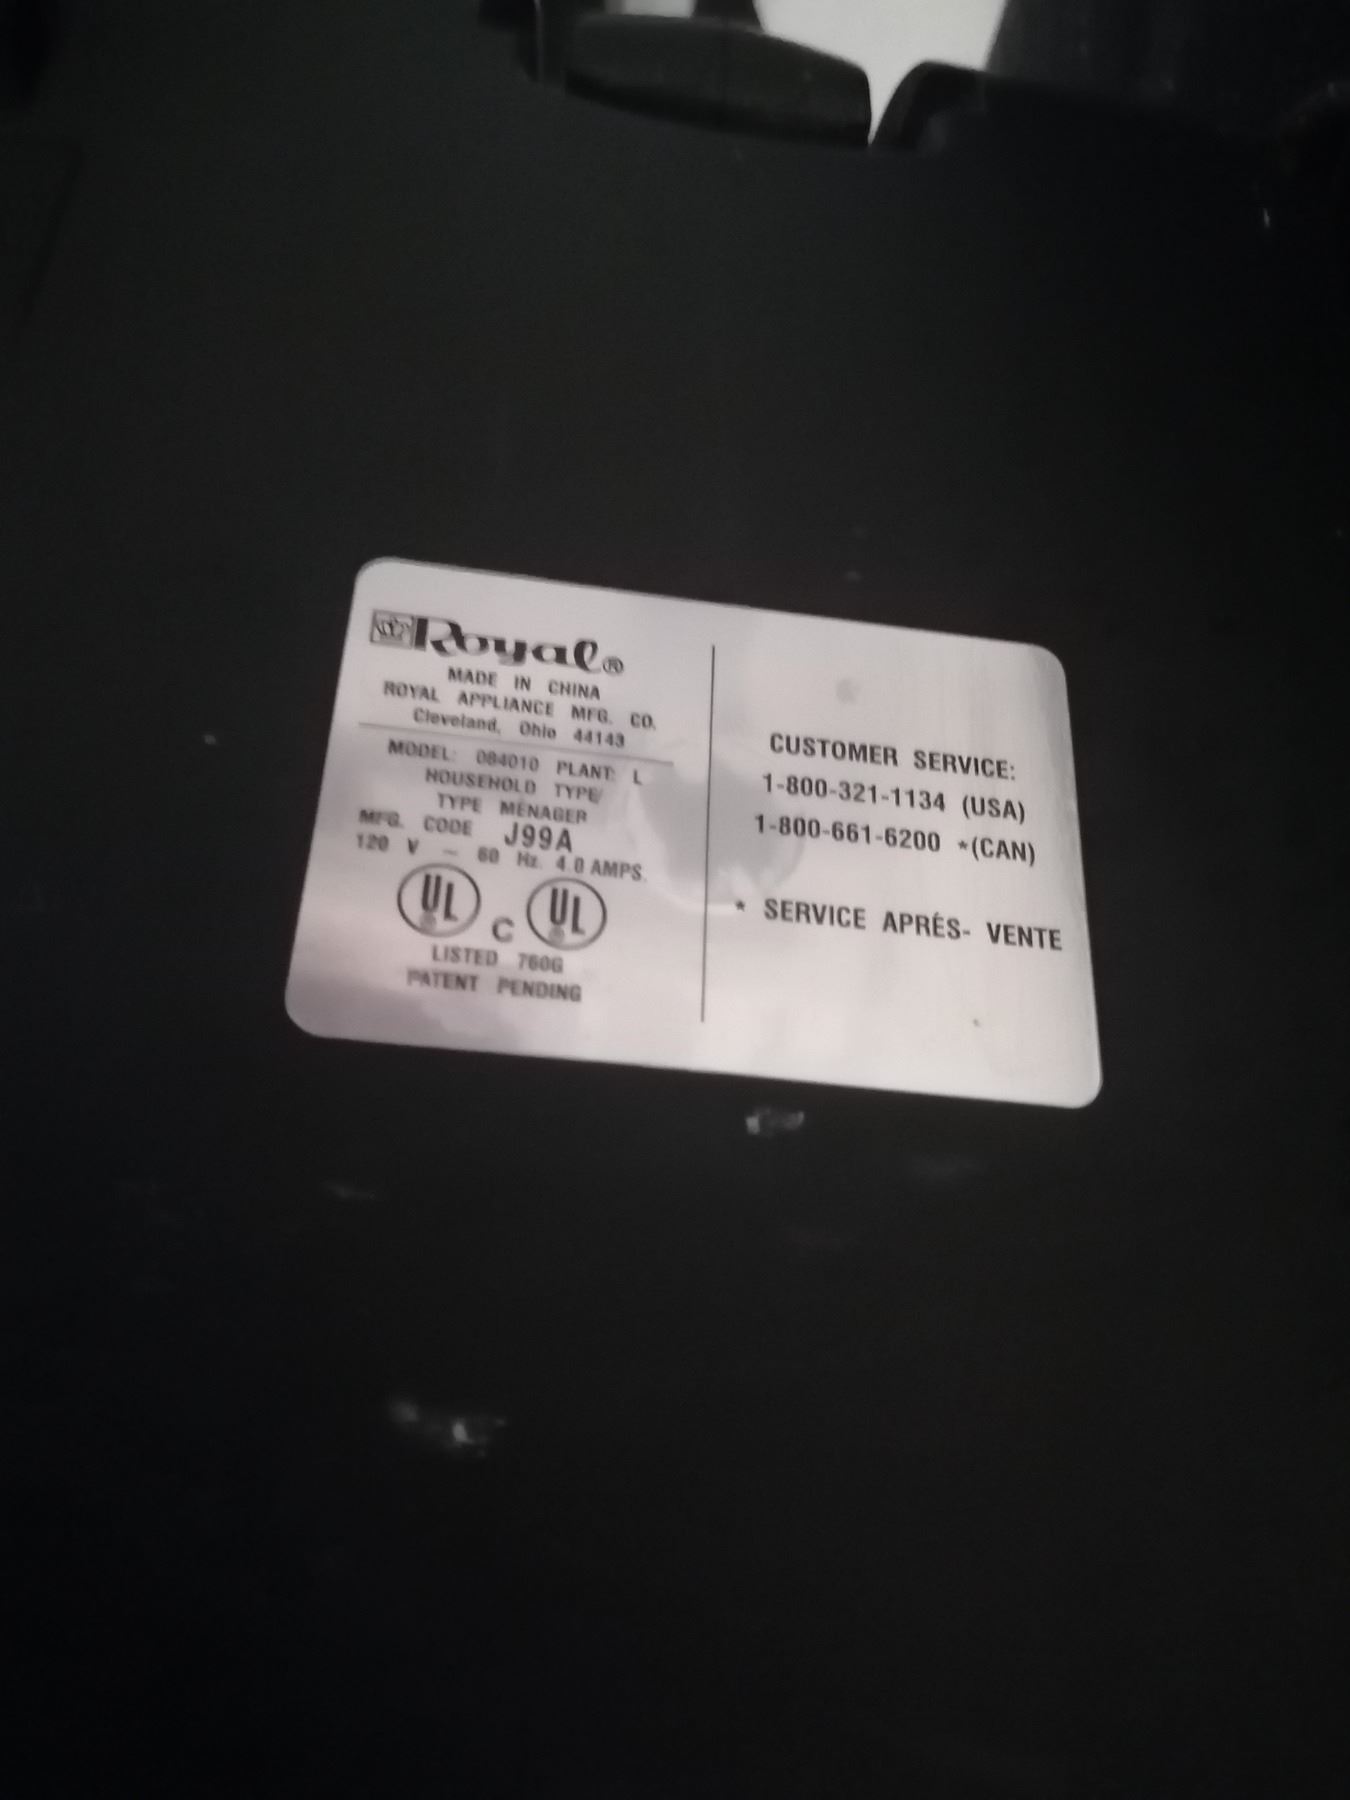 Royal®
MADE IN CHINA
ROYAL APPLIANCE MFG. CO.
Cleveland, Ohio 44143
MODEL: 084010 PLANT: L
HOUSEHOLD TYPE/
TYPE MÉNAGER
MFG. CODE J99A
120 V ~ 60 Hz. 4.0 AMPS.
UL C UL
LISTED 760G
PATENT PENDING
CUSTOMER SERVICE:
1-800-321-1134 (USA)
1-800-661-6200 *(CAN)
* SERVICE APRÉS- VENTE